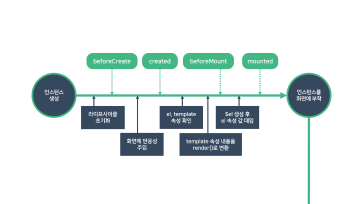 beforeCreate
created
beforeMount
mounted
인스턴스
생성
인스턴스를
화면에 부착
라이프사이클
초기화
el, template
속성 확인
$el 생성 후
el 속성 값 대입
화면에 반응성
주입
template 속성 내용을
render()로 변환